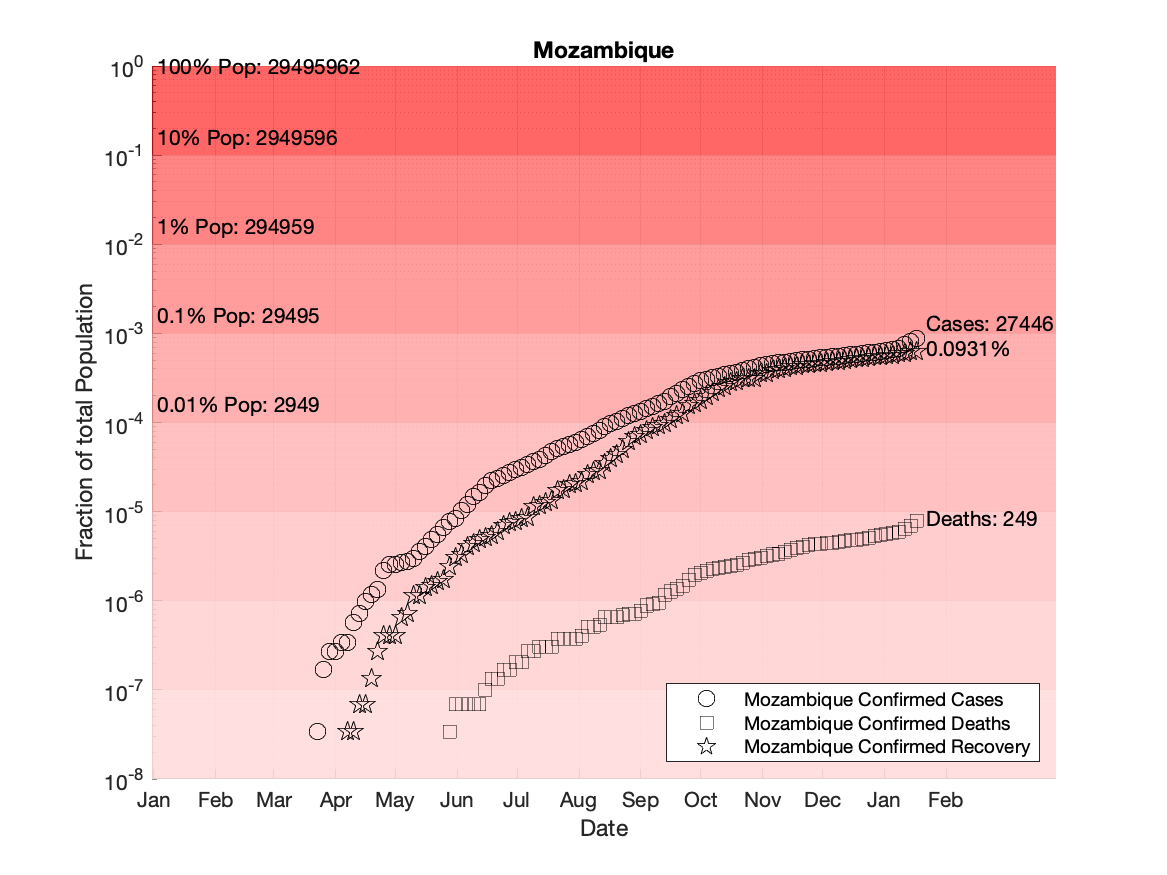 Mozambique
10^0
100% Pop: 29495962
10% Pop: 2949596
10^-1
1% Pop: 294959
10^-2
0.1% Pop: 29495
10^-3
Cases: 27446
0.0931%
0.01% Pop: 2949
10^-4
10^-5
Deaths: 249
10^-6
10^-7
10^-8
Fraction of total Population
Mozambique Confirmed Cases
Mozambique Confirmed Deaths
Mozambique Confirmed Recovery
Jan Feb Mar Apr May Jun Jul Aug Sep Oct Nov Dec Jan Feb
Date